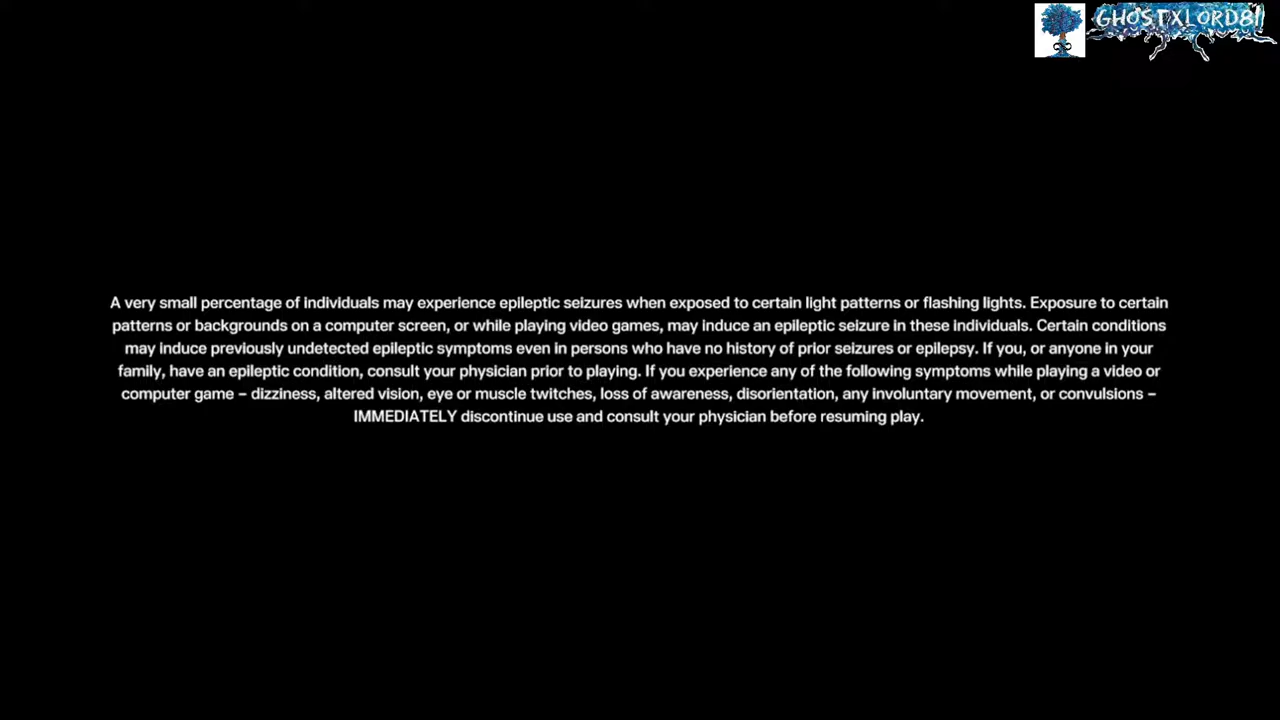 GHOSTXLORD81
A very small percentage of individuals may experience epileptic seizures when exposed to certain light patterns or flashing lights. Exposure to certain
patterns or backgrounds on a computer screen, or while playing video games, may induce an epileptic seizure in these individuals. Certain conditions
may induce previously undetected epileptic symptoms even in persons who have no history of prior seizures or epilepsy. If you, or anyone in your
family, have an epileptic condition, consult your physician prior to playing. If you experience any of the following symptoms while playing a video or
computer game – dizziness, altered vision, eye or muscle twitches, loss of awareness, disorientation, any involuntary movement, or convulsions –
IMMEDIATELY discontinue use and consult your physician before resuming play.